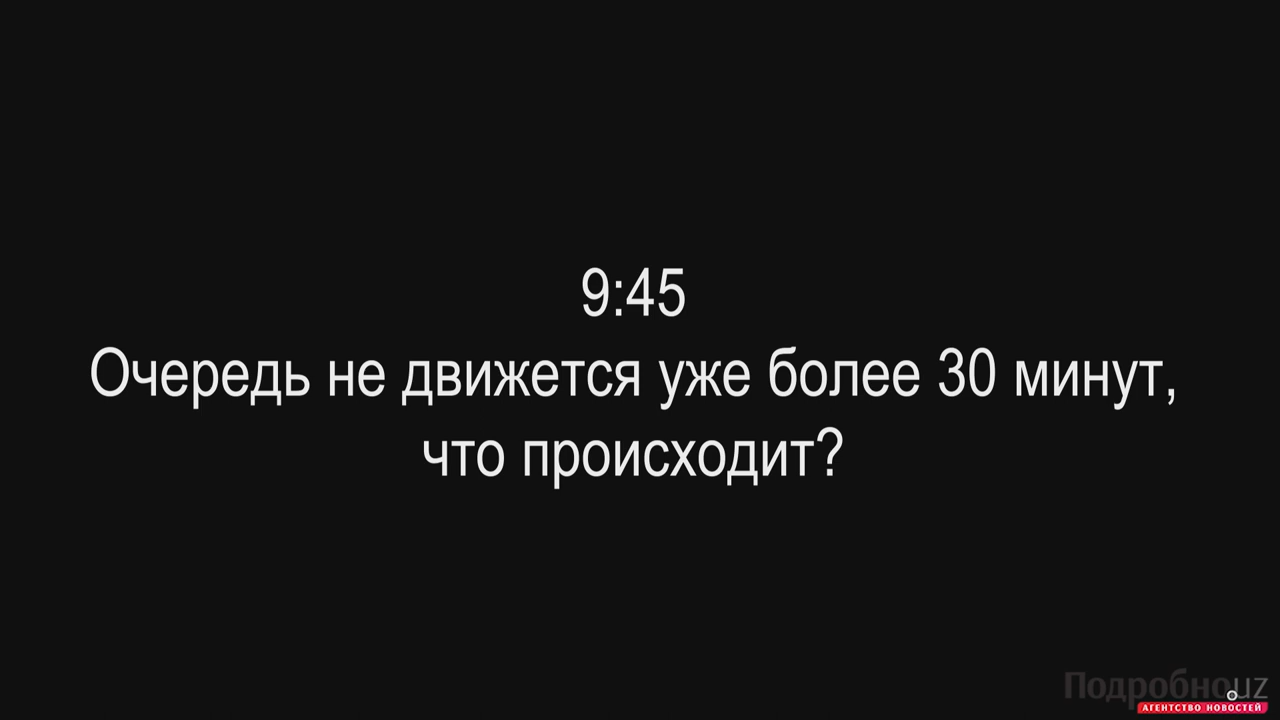 9:45
Очередь не движется уже более 30 минут,
что происходит?
Подробно.uz
АГЕНТСТВО НОВОСТЕЙ